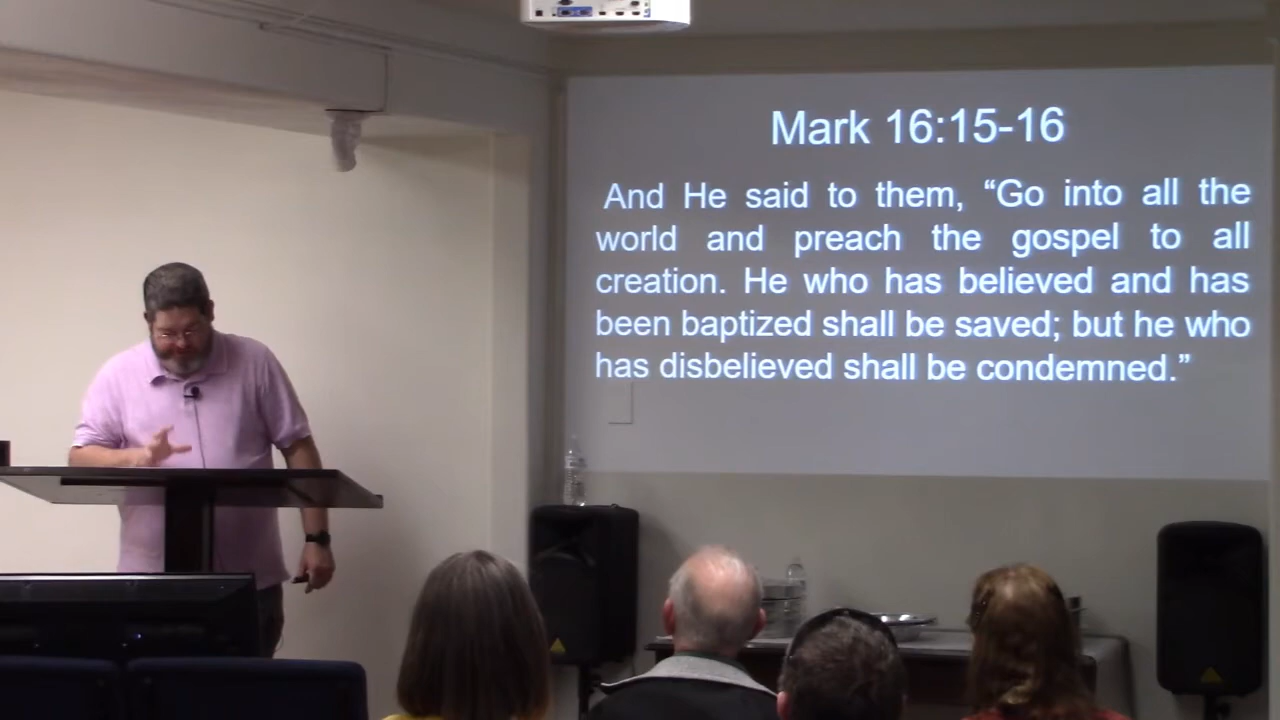 Mark 16:15-16
And He said to them, “Go into all the
world and preach the gospel to all
creation. He who has believed and has
been baptized shall be saved; but he who
has disbelieved shall be condemned.”